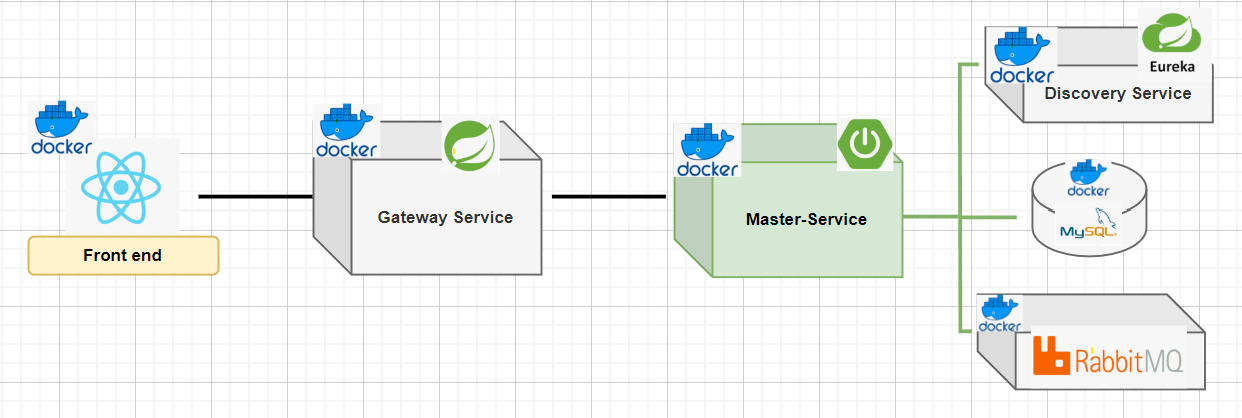 docker
Front end
docker
Gateway Service
docker
Master-Service
docker
Eureka
Discovery Service
docker
MySQL
docker
RabbitMQ